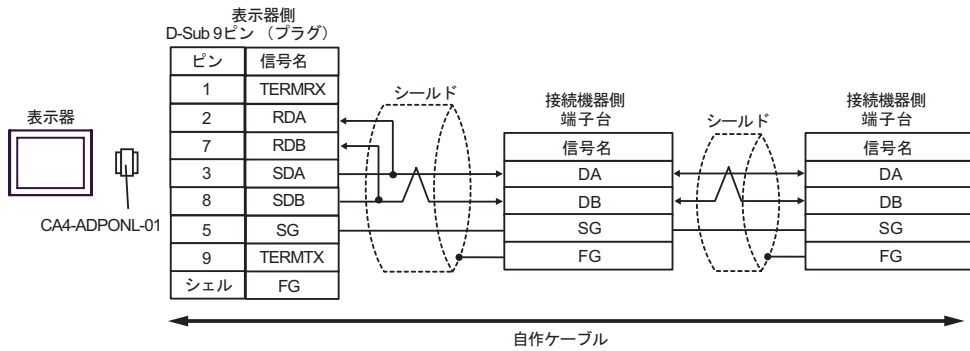 表示器側
D-Sub 9ピン （プラグ）
ピン 信号名
1 TERMRX
2 RDA
7 RDB
3 SDA
8 SDB
5 SG
9 TERMTX
シェル FG
表示器
CA4-ADPONL-01
シールド
接続機器側
端子台
信号名
DA
DB
SG
FG
シールド
接続機器側
端子台
信号名
DA
DB
SG
FG
自作ケーブル